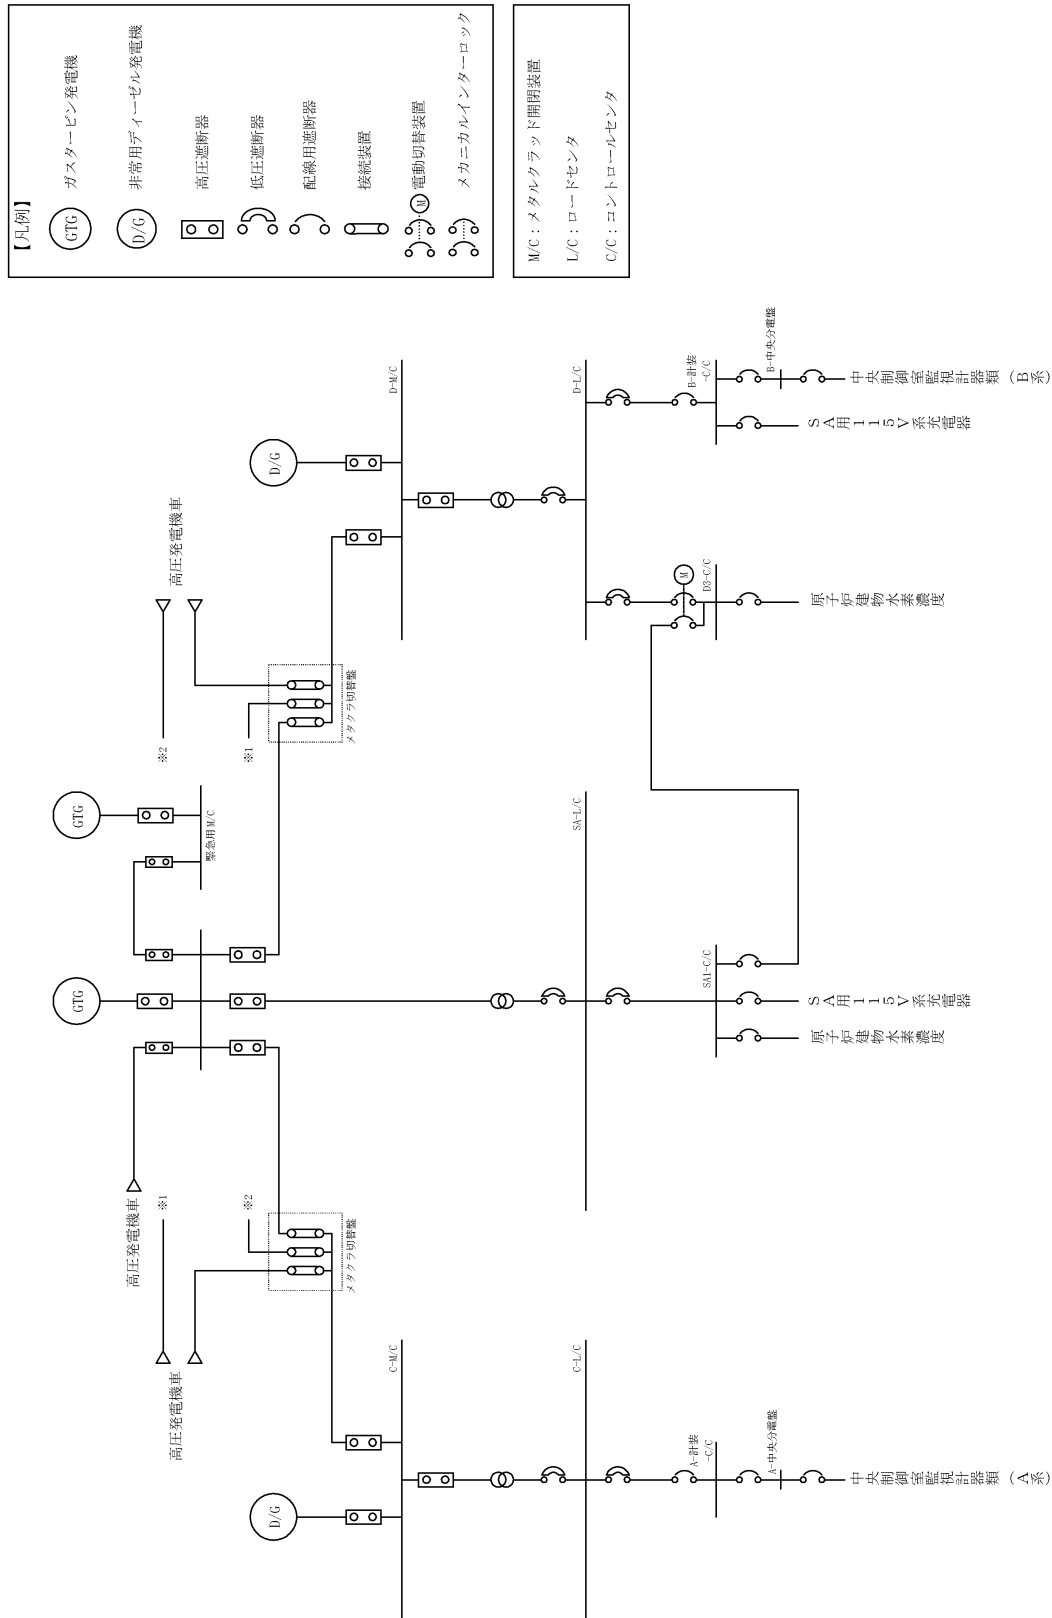 【凡例】
GTG
ガスタービン発電機
D/G
非常用ディーゼル発電機
高圧遮断器
低圧遮断器
配線用遮断器
接続装置
M
電動切替装置
メカニカルインターロック
M/C：メタルクラッド開閉装置
L/C：ロードセンタ
C/C：コントロールセンタ
高圧発電機車
※1
高圧発電機車
※2
メタクラ切替盤
D/G
C-M/C
C-L/C
A-計装
-C/C
A-中央分電盤
中央制御室監視計器類（A系）
高圧発電機車
GTG
GTG
緊急用M/C
SA-L/C
SA1-C/C
原子炉建物水素濃度
SA用115V系充電器
※2
※1
高圧発電機車
メタクラ切替盤
D/G
D-M/C
D-L/C
M
D3-C/C
原子炉建物水素濃度
B-計装
-C/C
SA用115V系充電器
B-中央分電盤
中央制御室監視計器類（B系）